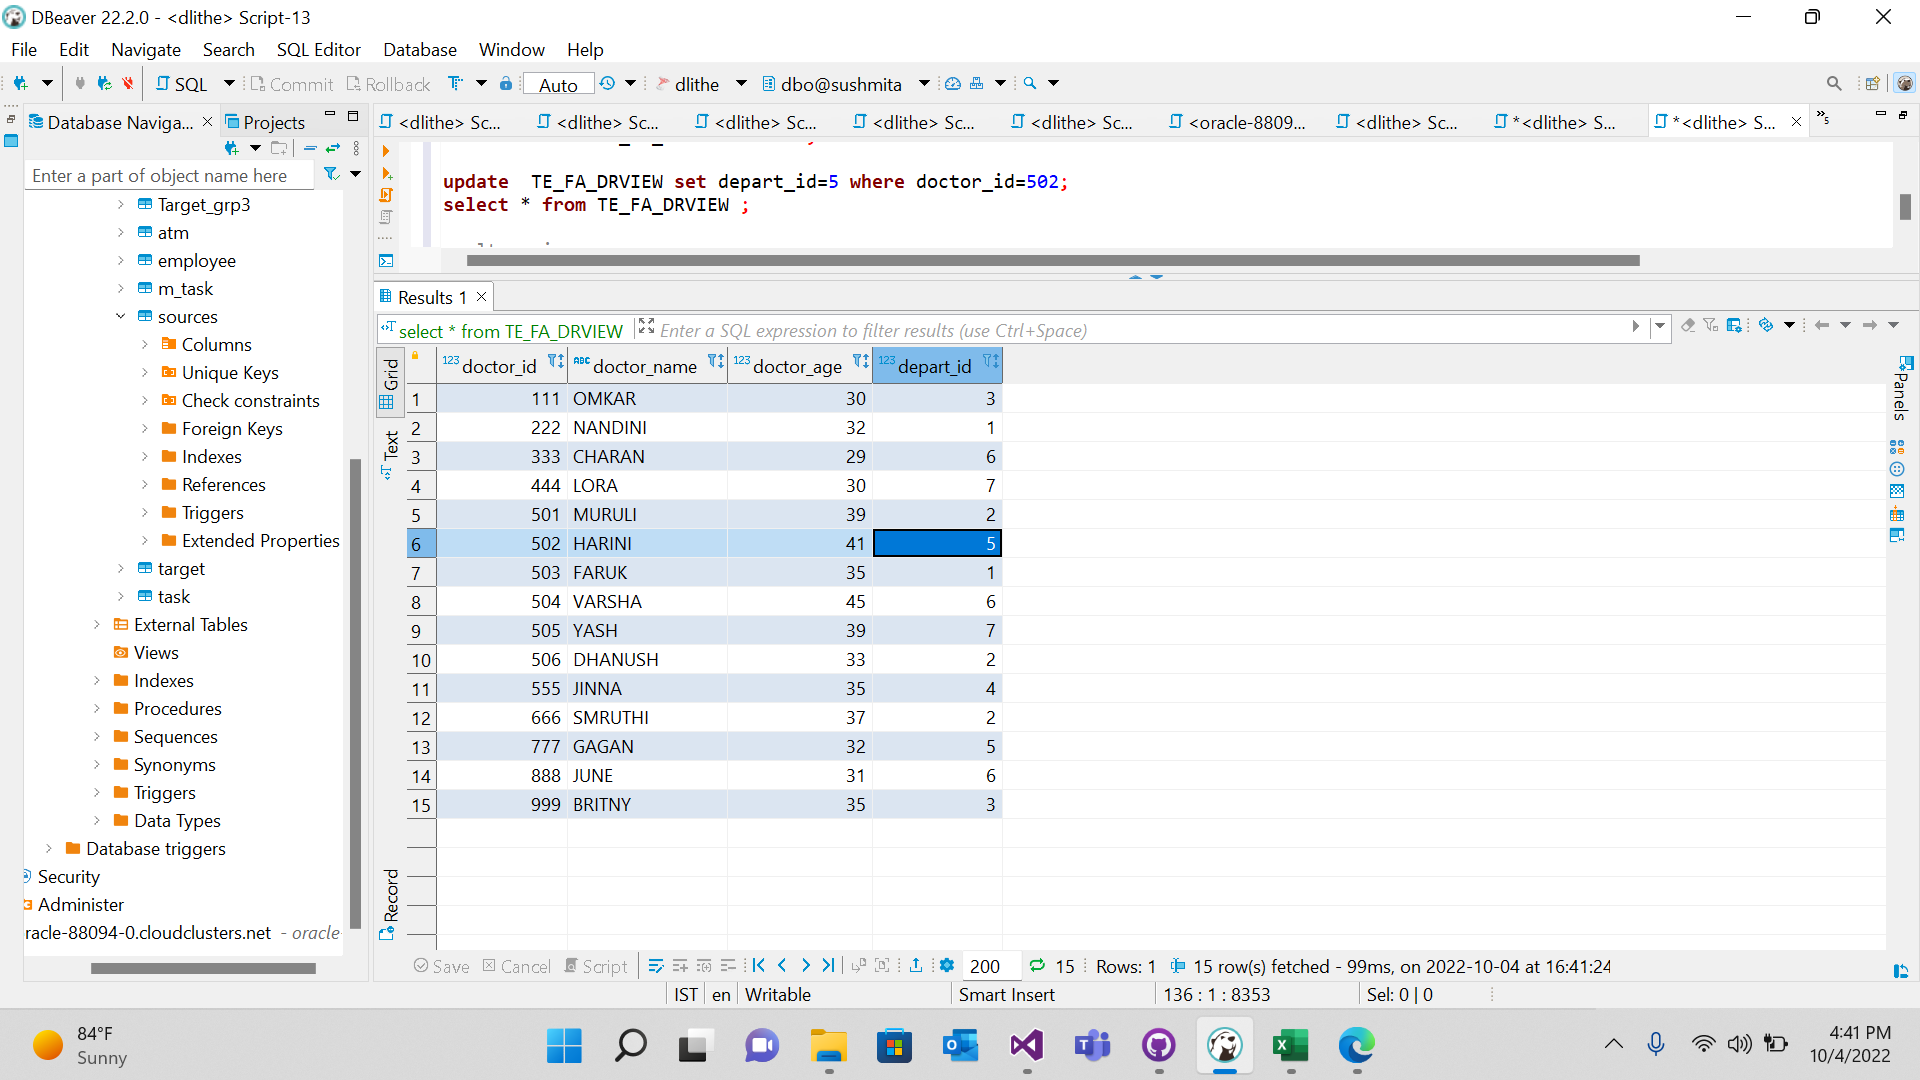 DBeaver 22.2.0 - <dlithe> Script-13
File Edit Navigate Search SQL Editor Database Window Help
SQL Commit Rollback Auto dlithe dbo@sushmita
Database Naviga... Projects
<dlithe> Sc... <dlithe> Sc... <dlithe> Sc... <dlithe> Sc... <dlithe> Sc... <oracle-8809... <dlithe> Sc... *<dlithe> S... *<dlithe> S... »5
Enter a part of object name here
Target_grp3
atm
employee
m_task
sources
Columns
Unique Keys
Check constraints
Foreign Keys
Indexes
References
Triggers
Extended Properties
target
task
External Tables
Views
Indexes
Procedures
Sequences
Synonyms
Triggers
Data Types
Database triggers
Security
Administer
racle-88094-0.cloudclusters.net - oracle
update TE_FA_DRVIEW set depart_id=5 where doctor_id=502;
select * from TE_FA_DRVIEW ;
Results 1
select * from TE_FA_DRVIEW Enter a SQL expression to filter results (use Ctrl+Space)
Grid
Text
Record
Panels
123 doctor_id ABC doctor_name 123 doctor_age 123 depart_id
1 111 OMKAR 30 3
2 222 NANDINI 32 1
3 333 CHARAN 29 6
4 444 LORA 30 7
5 501 MURULI 39 2
6 502 HARINI 41 5
7 503 FARUK 35 1
8 504 VARSHA 45 6
9 505 YASH 39 7
10 506 DHANUSH 33 2
11 555 JINNA 35 4
12 666 SMRUTHI 37 2
13 777 GAGAN 32 5
14 888 JUNE 31 6
15 999 BRITNY 35 3
Save Cancel Script 200 15 Rows: 1 15 row(s) fetched - 99ms, on 2022-10-04 at 16:41:24
IST en Writable Smart Insert 136 : 1 : 8353 Sel: 0 | 0
84°F
Sunny
4:41 PM
10/4/2022